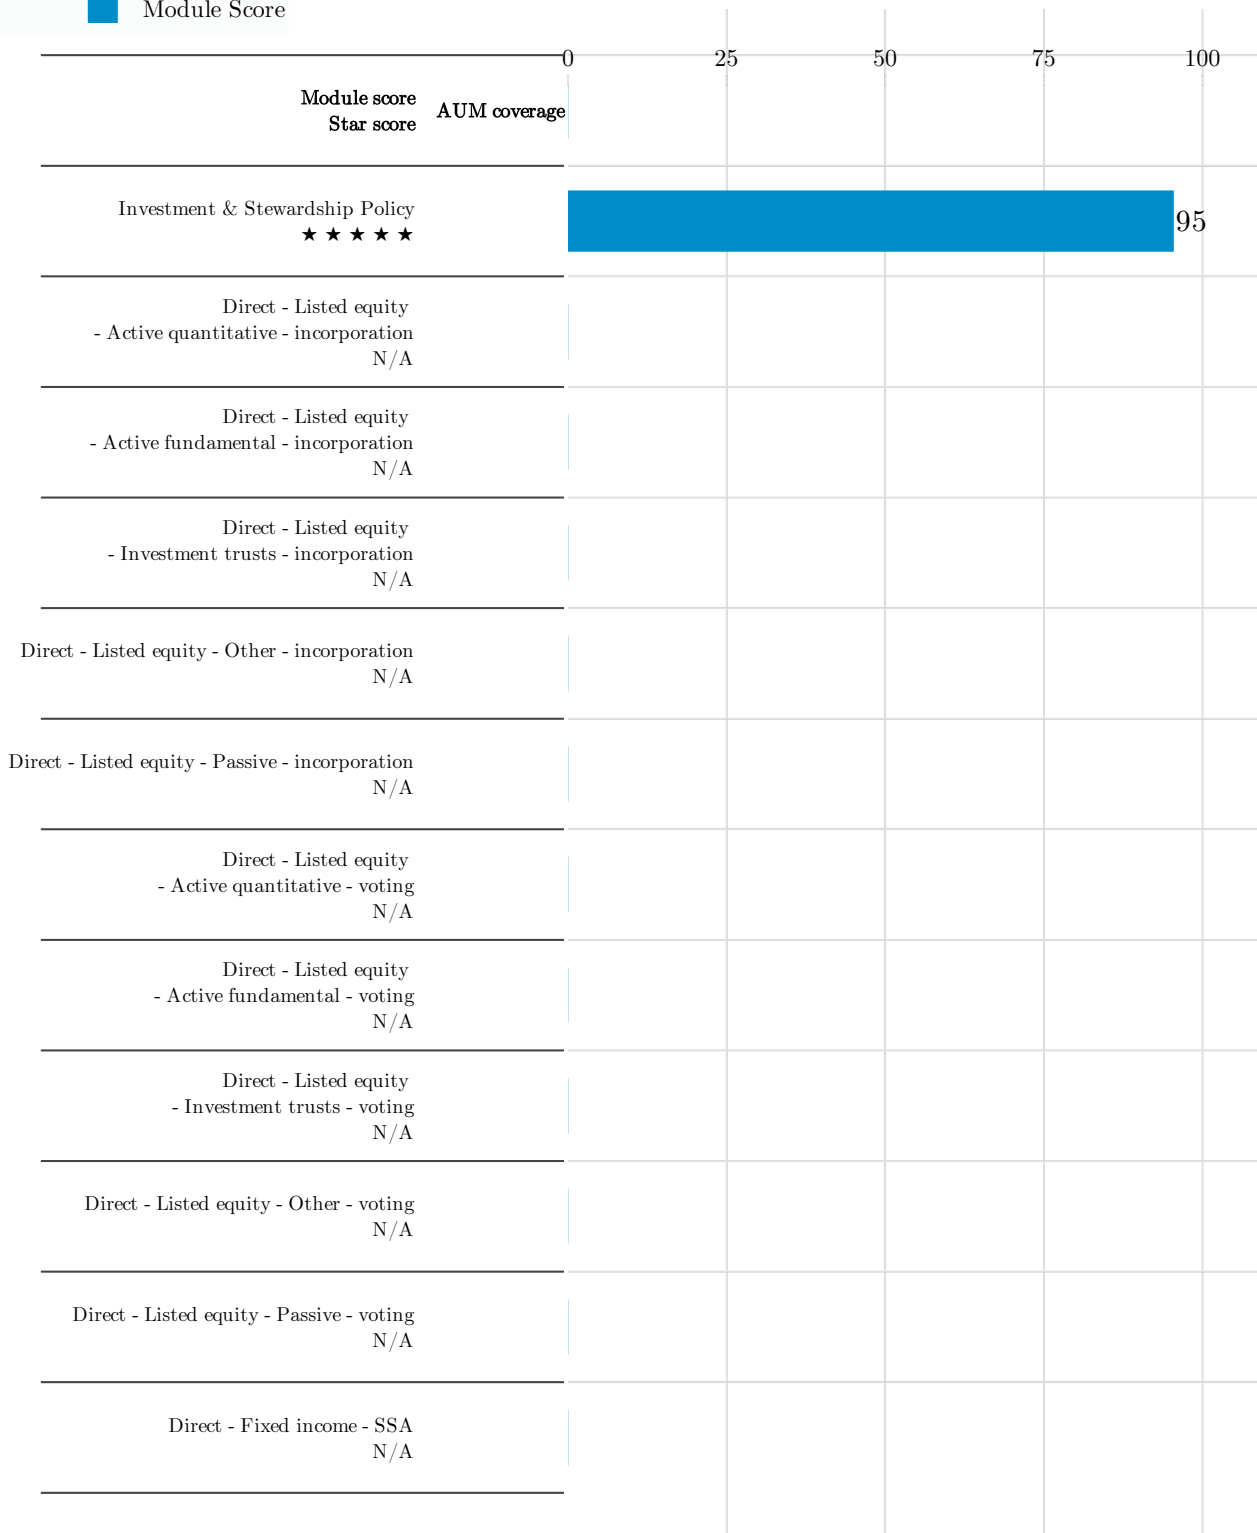 Module Score
0 25 50 75 100
Module score
Star score
AUM coverage
Investment & Stewardship Policy
★ ★ ★ ★ ★
95
Direct - Listed equity
- Active quantitative - incorporation
N/A
Direct - Listed equity
- Active fundamental - incorporation
N/A
Direct - Listed equity
- Investment trusts - incorporation
N/A
Direct - Listed equity - Other - incorporation
N/A
Direct - Listed equity - Passive - incorporation
N/A
Direct - Listed equity
- Active quantitative - voting
N/A
Direct - Listed equity
- Active fundamental - voting
N/A
Direct - Listed equity
- Investment trusts - voting
N/A
Direct - Listed equity - Other - voting
N/A
Direct - Listed equity - Passive - voting
N/A
Direct - Fixed income - SSA
N/A